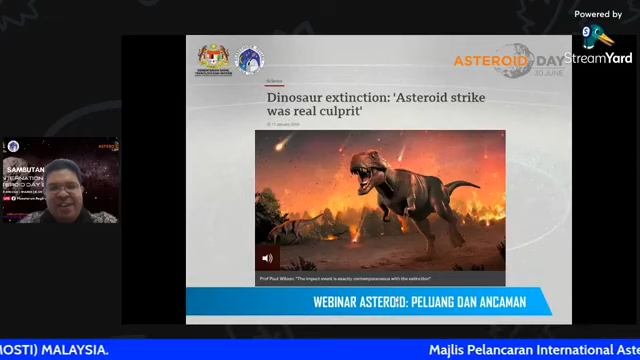 Powered by
StreamYard
ASTEROID DAY
30 JUNE
Science
Dinosaur extinction: 'Asteroid strike
was real culprit'
SAMBUTAN
Prof Paul Wilson: "The impact event is exactly contemporaneous with the extinction"
WEBINAR ASTEROID: PELUANG DAN ANCAMAN
(MOSTI) MALAYSIA.
Majlis Pelancaran International Aste